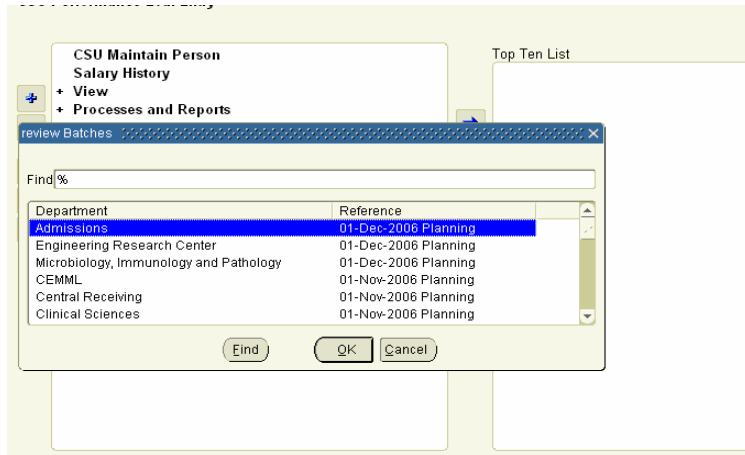 CSU Maintain Person
Top Ten List
Salary History
+ View
+ Processes and Reports
review Batches
Find %
Department Reference
Admissions 01-Dec-2006 Planning
Engineering Research Center 01-Dec-2006 Planning
Microbiology, Immunology and Pathology 01-Dec-2006 Planning
CEMML 01-Nov-2006 Planning
Central Receiving 01-Nov-2006 Planning
Clinical Sciences 01-Nov-2006 Planning
Find OK Cancel